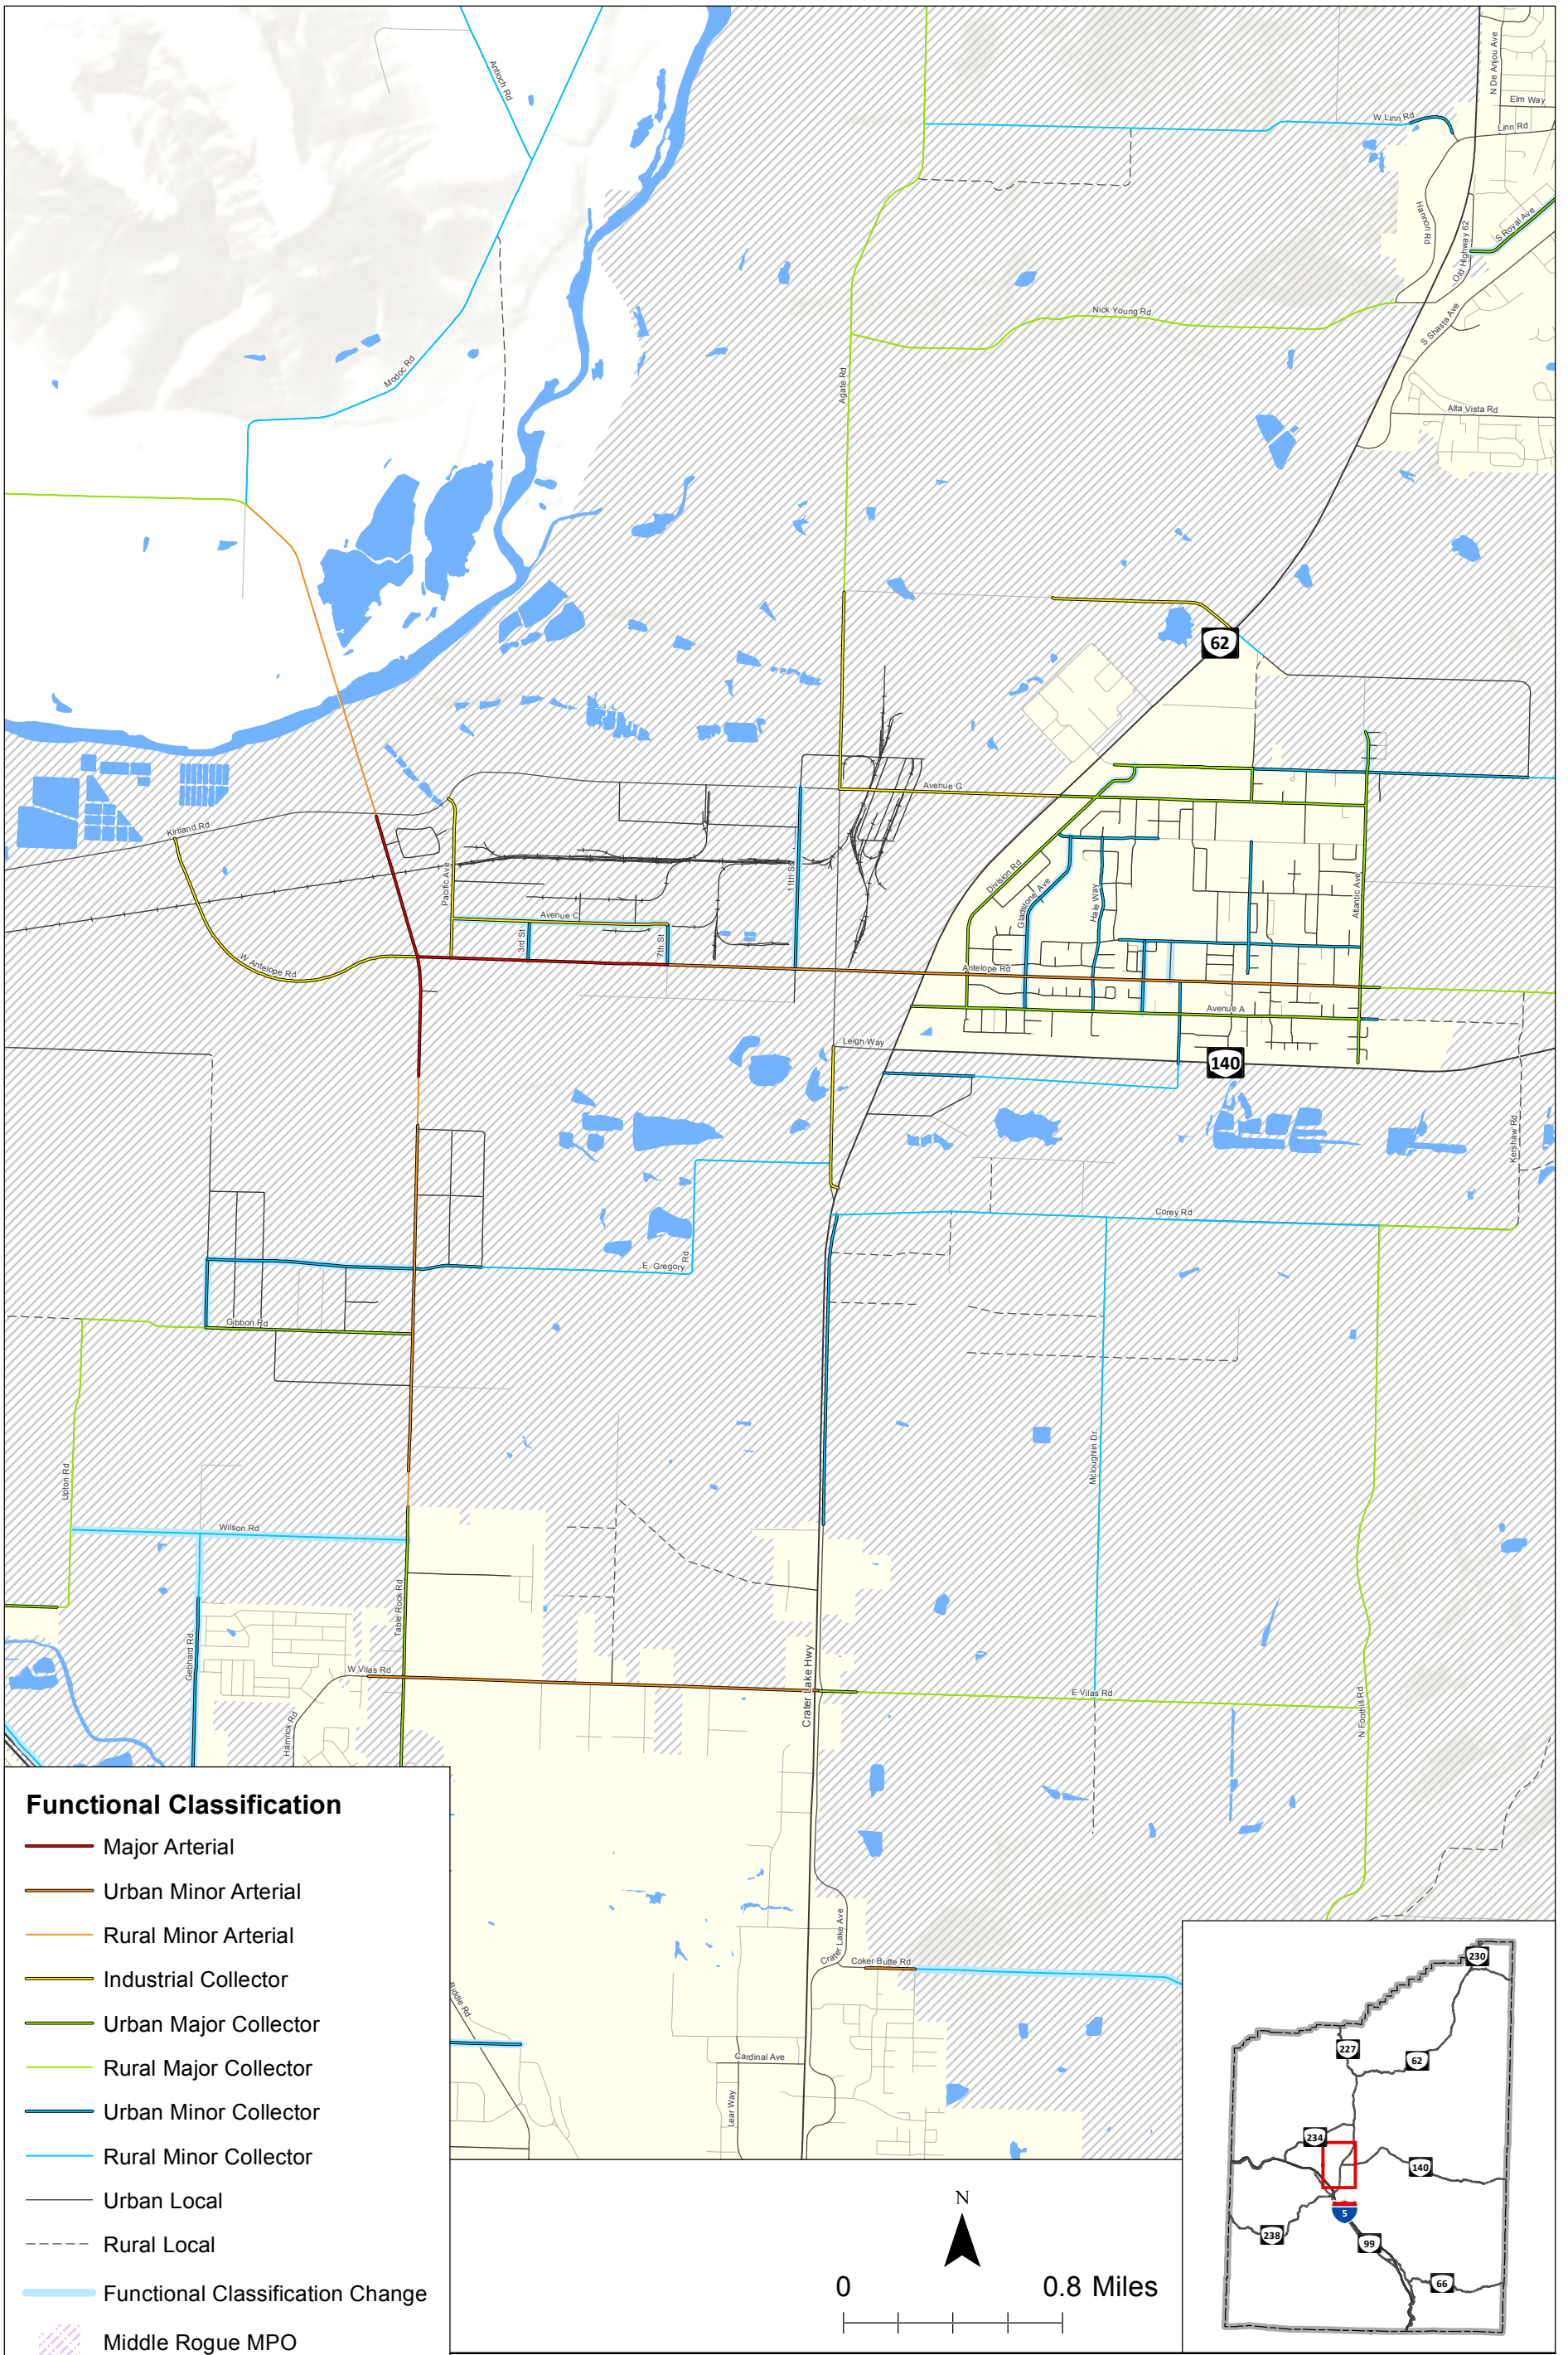 Antioch Rd
N De Anjou Ave
Elm Way
W Linn Rd
Linn Rd
Hannon Rd
Old Highway 62
S Royal Ave
Nick Young Rd
S Shasta Ave
Modoc Rd
Agate Rd
Alta Vista Rd
62
Kirtland Rd
Avenue G
Pacific Ave
11th St
Division Rd
Gladstone Ave
Hale Way
Atlantic Ave
Avenue C
3rd St
7th St
W Antelope Rd
Antelope Rd
Avenue A
Leigh Way
140
Kershaw Rd
Corey Rd
E Gregory Rd
Gibbon Rd
Upton Rd
Mcloughlin Dr
Wilson Rd
Table Rock Rd
Gebhard Rd
W Vilas Rd
Hamrick Rd
Crater Lake Hwy
E Vilas Rd
N Foothill Rd
Crater Lake Ave
Coker Butte Rd
Biddle Rd
Cardinal Ave
Lear Way
Functional Classification
Major Arterial
Urban Minor Arterial
Rural Minor Arterial
Industrial Collector
Urban Major Collector
Rural Major Collector
Urban Minor Collector
Rural Minor Collector
Urban Local
Rural Local
Functional Classification Change
Middle Rogue MPO
N
0 0.8 Miles
230
227
62
234
140
5
238
99
66